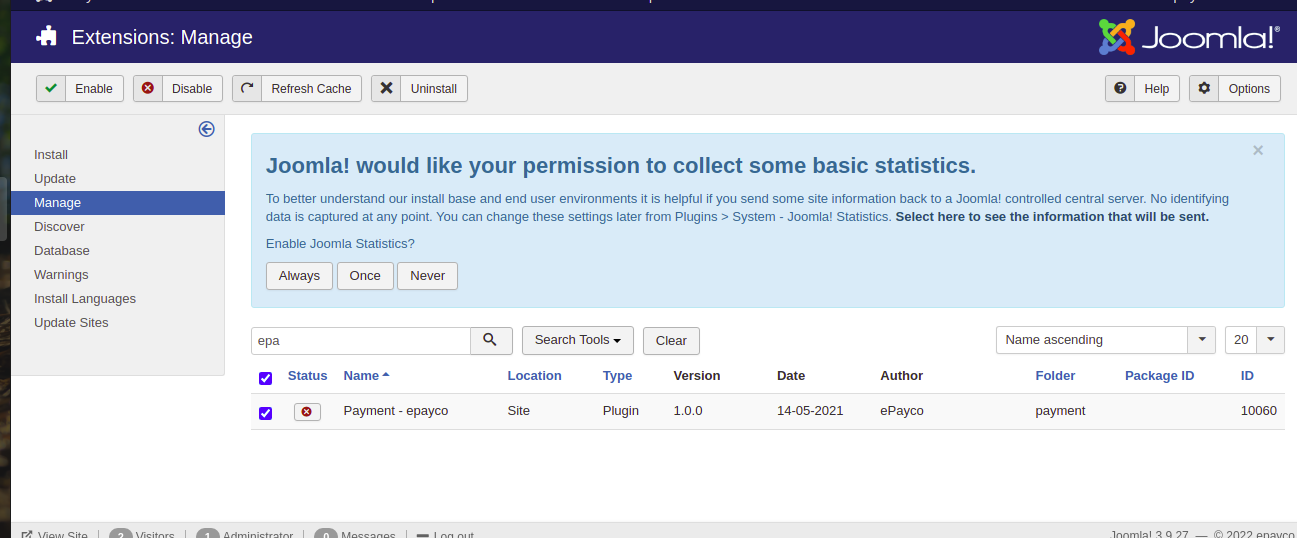 Extensions: Manage
Joomla!®
Enable
Disable
Refresh Cache
Uninstall
Help
Options
Install
Update
Manage
Discover
Database
Warnings
Install Languages
Update Sites
Joomla! would like your permission to collect some basic statistics.
To better understand our install base and end user environments it is helpful if you send some site information back to a Joomla! controlled central server. No identifying
data is captured at any point. You can change these settings later from Plugins > System - Joomla! Statistics. Select here to see the information that will be sent.
Enable Joomla Statistics?
Always Once Never
epa Search Tools Clear Name ascending 20
Status Name Location Type Version Date Author Folder Package ID ID
Payment - epayco Site Plugin 1.0.0 14-05-2021 ePayco payment 10060
View Site 2 Visitors 1 Administrator 0 Messages Log out Joomla! 3.9.27 — © 2022 epayco